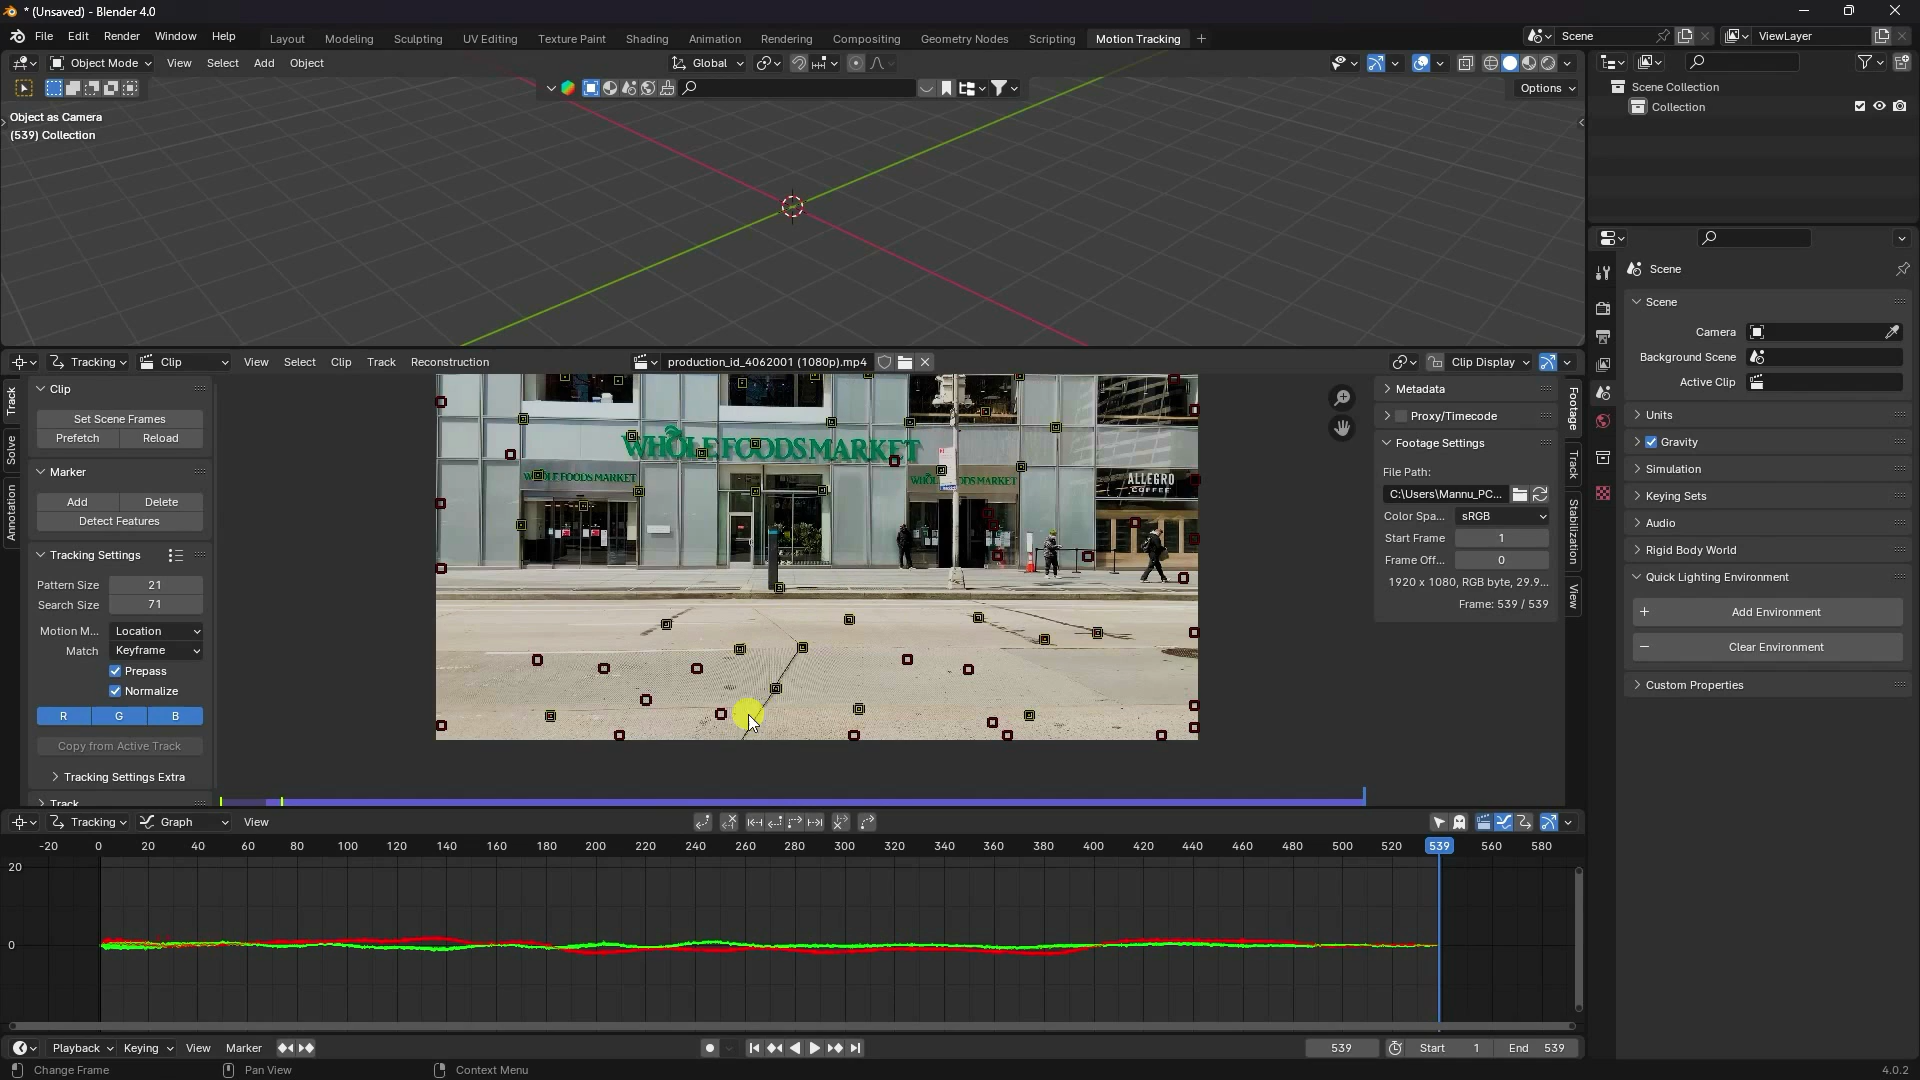 * (Unsaved) - Blender 4.0
File Edit Render Window Help
Layout Modeling Sculpting UV Editing Texture Paint Shading Animation Rendering Compositing Geometry Nodes Scripting Motion Tracking +
Scene
ViewLayer
Object Mode View Select Add Object
Global
Options
Object as Camera
(539) Collection
Scene Collection
Collection
Scene
Scene
Camera
Background Scene
Active Clip
Units
Gravity
Simulation
Keying Sets
Audio
Rigid Body World
Quick Lighting Environment
Add Environment
Clear Environment
Custom Properties
Tracking Clip View Select Clip Track Reconstruction
production_id_4062001 (1080p).mp4
Clip Display
Track
Solve
Annotation
Clip
Set Scene Frames
Prefetch Reload
Marker
Add Delete
Detect Features
Tracking Settings
Pattern Size 21
Search Size 71
Motion M... Location
Match Keyframe
Prepass
Normalize
R G B
Copy from Active Track
Tracking Settings Extra
Track
WHOLE FOODS MARKET
WHOLE FOODS MARKET
WHOLE FOODS MARKET
ALLEGRO
COFFEE
Metadata
Proxy/Timecode
Footage Settings
File Path:
C:\Users\Mannu_PC...
Color Spa... sRGB
Start Frame 1
Frame Off... 0
1920 x 1080, RGB byte, 29.9...
Frame: 539 / 539
Footage
Track
Stabilization
View
Tracking Graph View
-20 0 20 40 60 80 100 120 140 160 180 200 220 240 260 280 300 320 340 360 380 400 420 440 460 480 500 520 539 560 580
20
0
Playback Keying View Marker
539 Start 1 End 539
Change Frame Pan View Context Menu
4.0.2